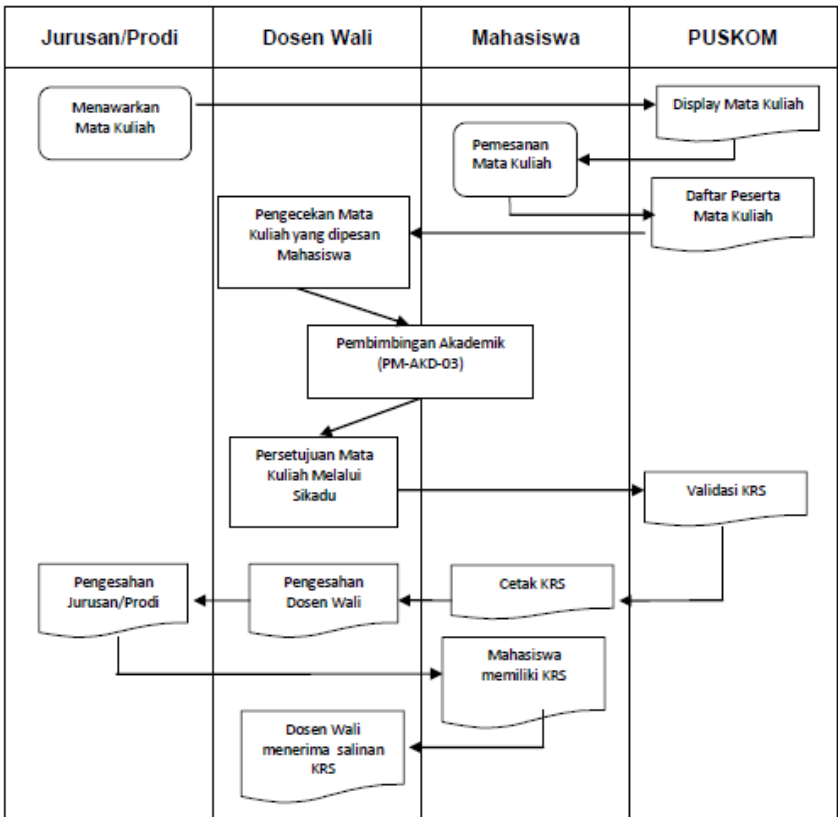 Jurusan/Prodi
Dosen Wali
Mahasiswa
PUSKOM
Menawarkan
Mata Kuliah
Display Mata Kuliah
Pemesanan
Mata Kuliah
Daftar Peserta
Mata Kuliah
Pengecekan Mata
Kuliah yang dipesan
Mahasiswa
Pembimbingan Akademik
(PM-AKD-03)
Persetujuan Mata
Kuliah Melalui
Sikadu
Validasi KRS
Cetak KRS
Pengesahan
Dosen Wali
Pengesahan
Jurusan/Prodi
Mahasiswa
memiliki KRS
Dosen Wali
menerima salinan
KRS